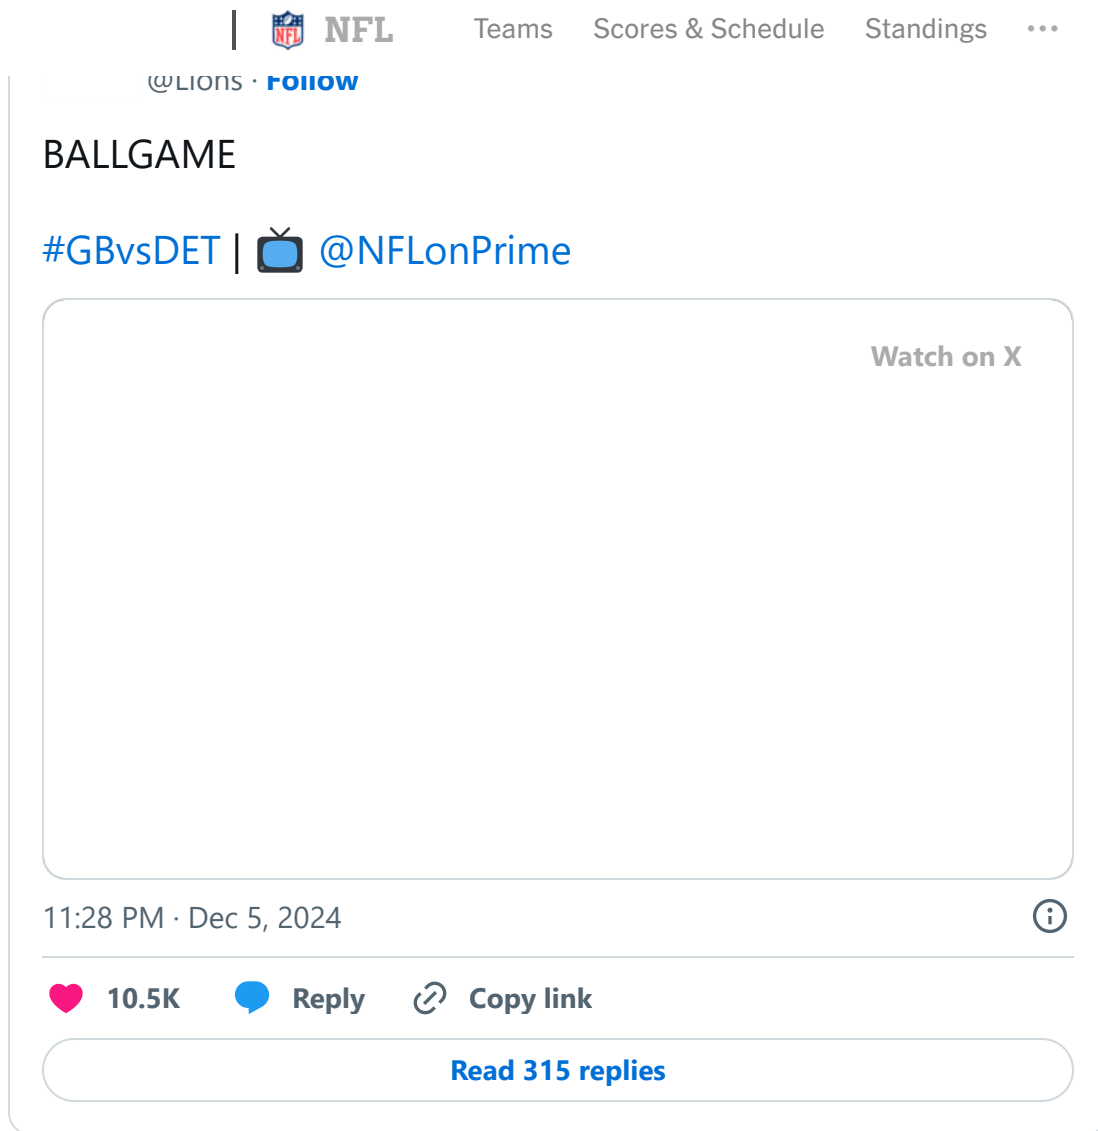 NFL NFL Teams Scores & Schedule Standings
@Lions · Follow
BALLGAME
#GBvsDET | 📺 @NFLonPrime
Watch on X
11:28 PM · Dec 5, 2024
10.5K Reply Copy link
Read 315 replies